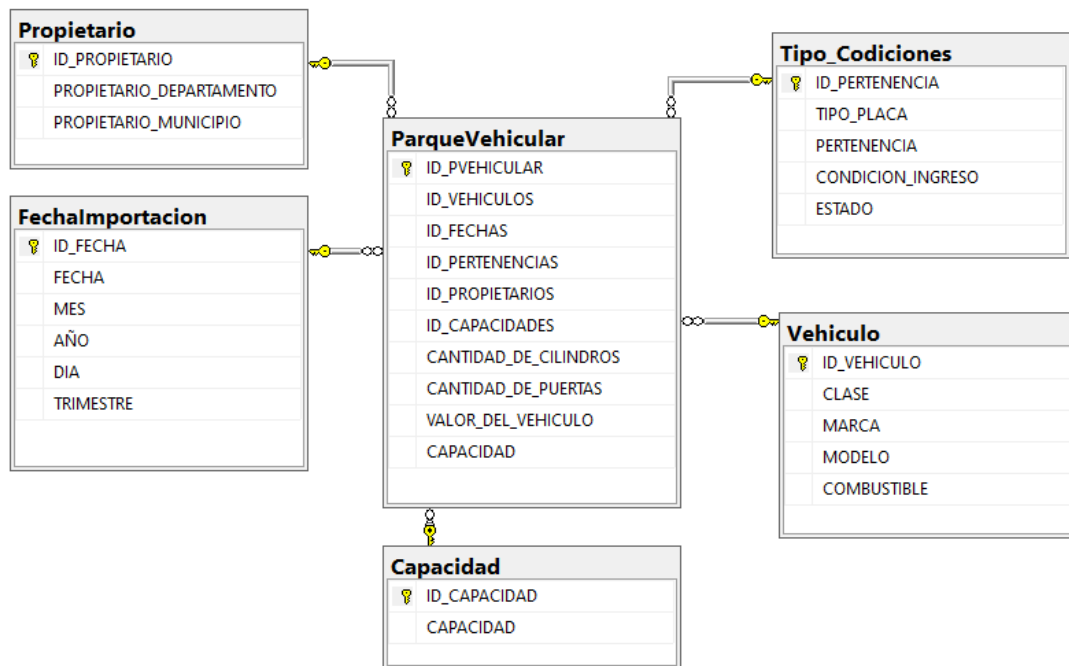 Propietario
ID_PROPIETARIO
PROPIETARIO_DEPARTAMENTO
PROPIETARIO_MUNICIPIO
FechaImportacion
ID_FECHA
FECHA
MES
AÑO
DIA
TRIMESTRE
ParqueVehicular
ID_PVEHICULAR
ID_VEHICULOS
ID_FECHAS
ID_PERTENENCIAS
ID_PROPIETARIOS
ID_CAPACIDADES
CANTIDAD_DE_CILINDROS
CANTIDAD_DE_PUERTAS
VALOR_DEL_VEHICULO
CAPACIDAD
Capacidad
ID_CAPACIDAD
CAPACIDAD
Tipo_Codiciones
ID_PERTENENCIA
TIPO_PLACA
PERTENENCIA
CONDICION_INGRESO
ESTADO
Vehiculo
ID_VEHICULO
CLASE
MARCA
MODELO
COMBUSTIBLE